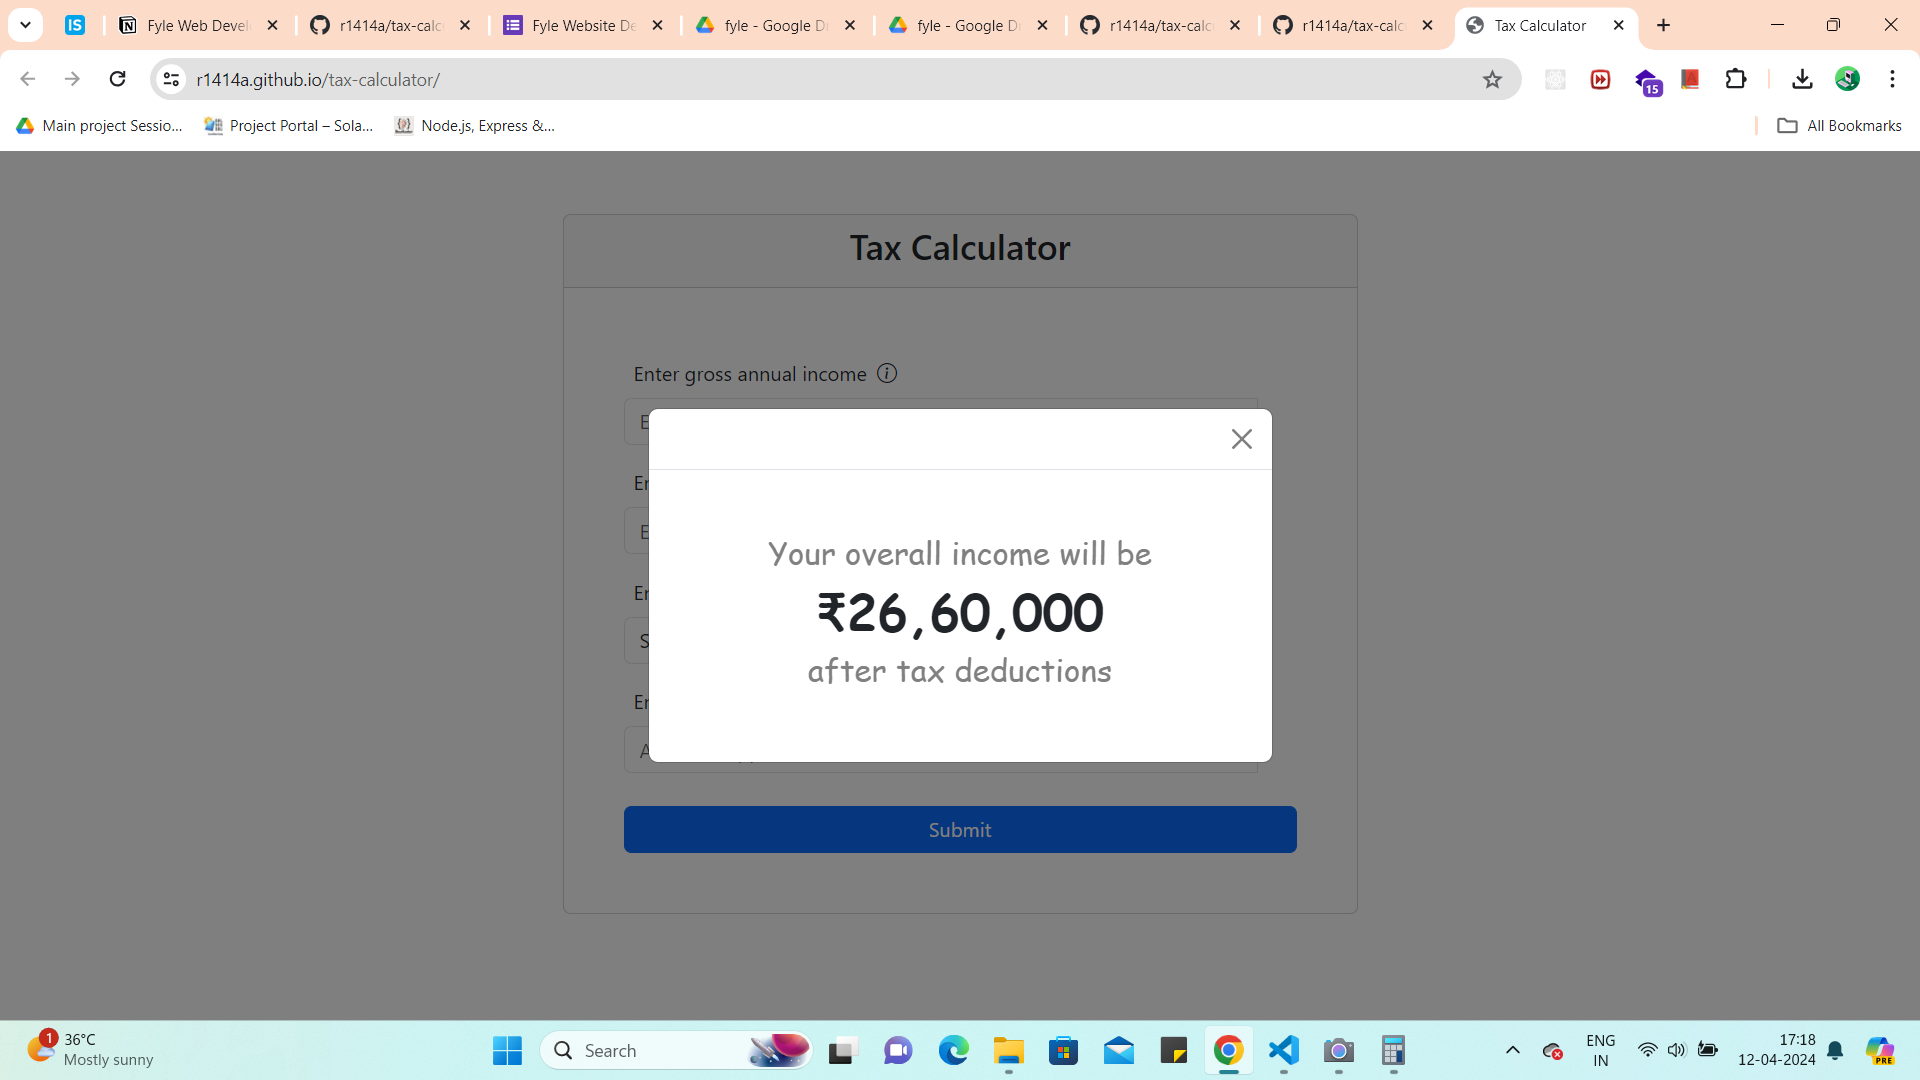 Fyle Web Devel
r1414a/tax-calc
Fyle Website De
fyle - Google Dr
fyle - Google Dr
r1414a/tax-calc
r1414a/tax-calc
Tax Calculator
r1414a.github.io/tax-calculator/
15
Main project Sessio...
Project Portal – Sola...
Node.js, Express &...
All Bookmarks
Tax Calculator
Enter gross annual income
Your overall income will be
₹26,60,000
after tax deductions
Submit
1
36°C
Mostly sunny
Search
ENG
IN
17:18
12-04-2024
PRE